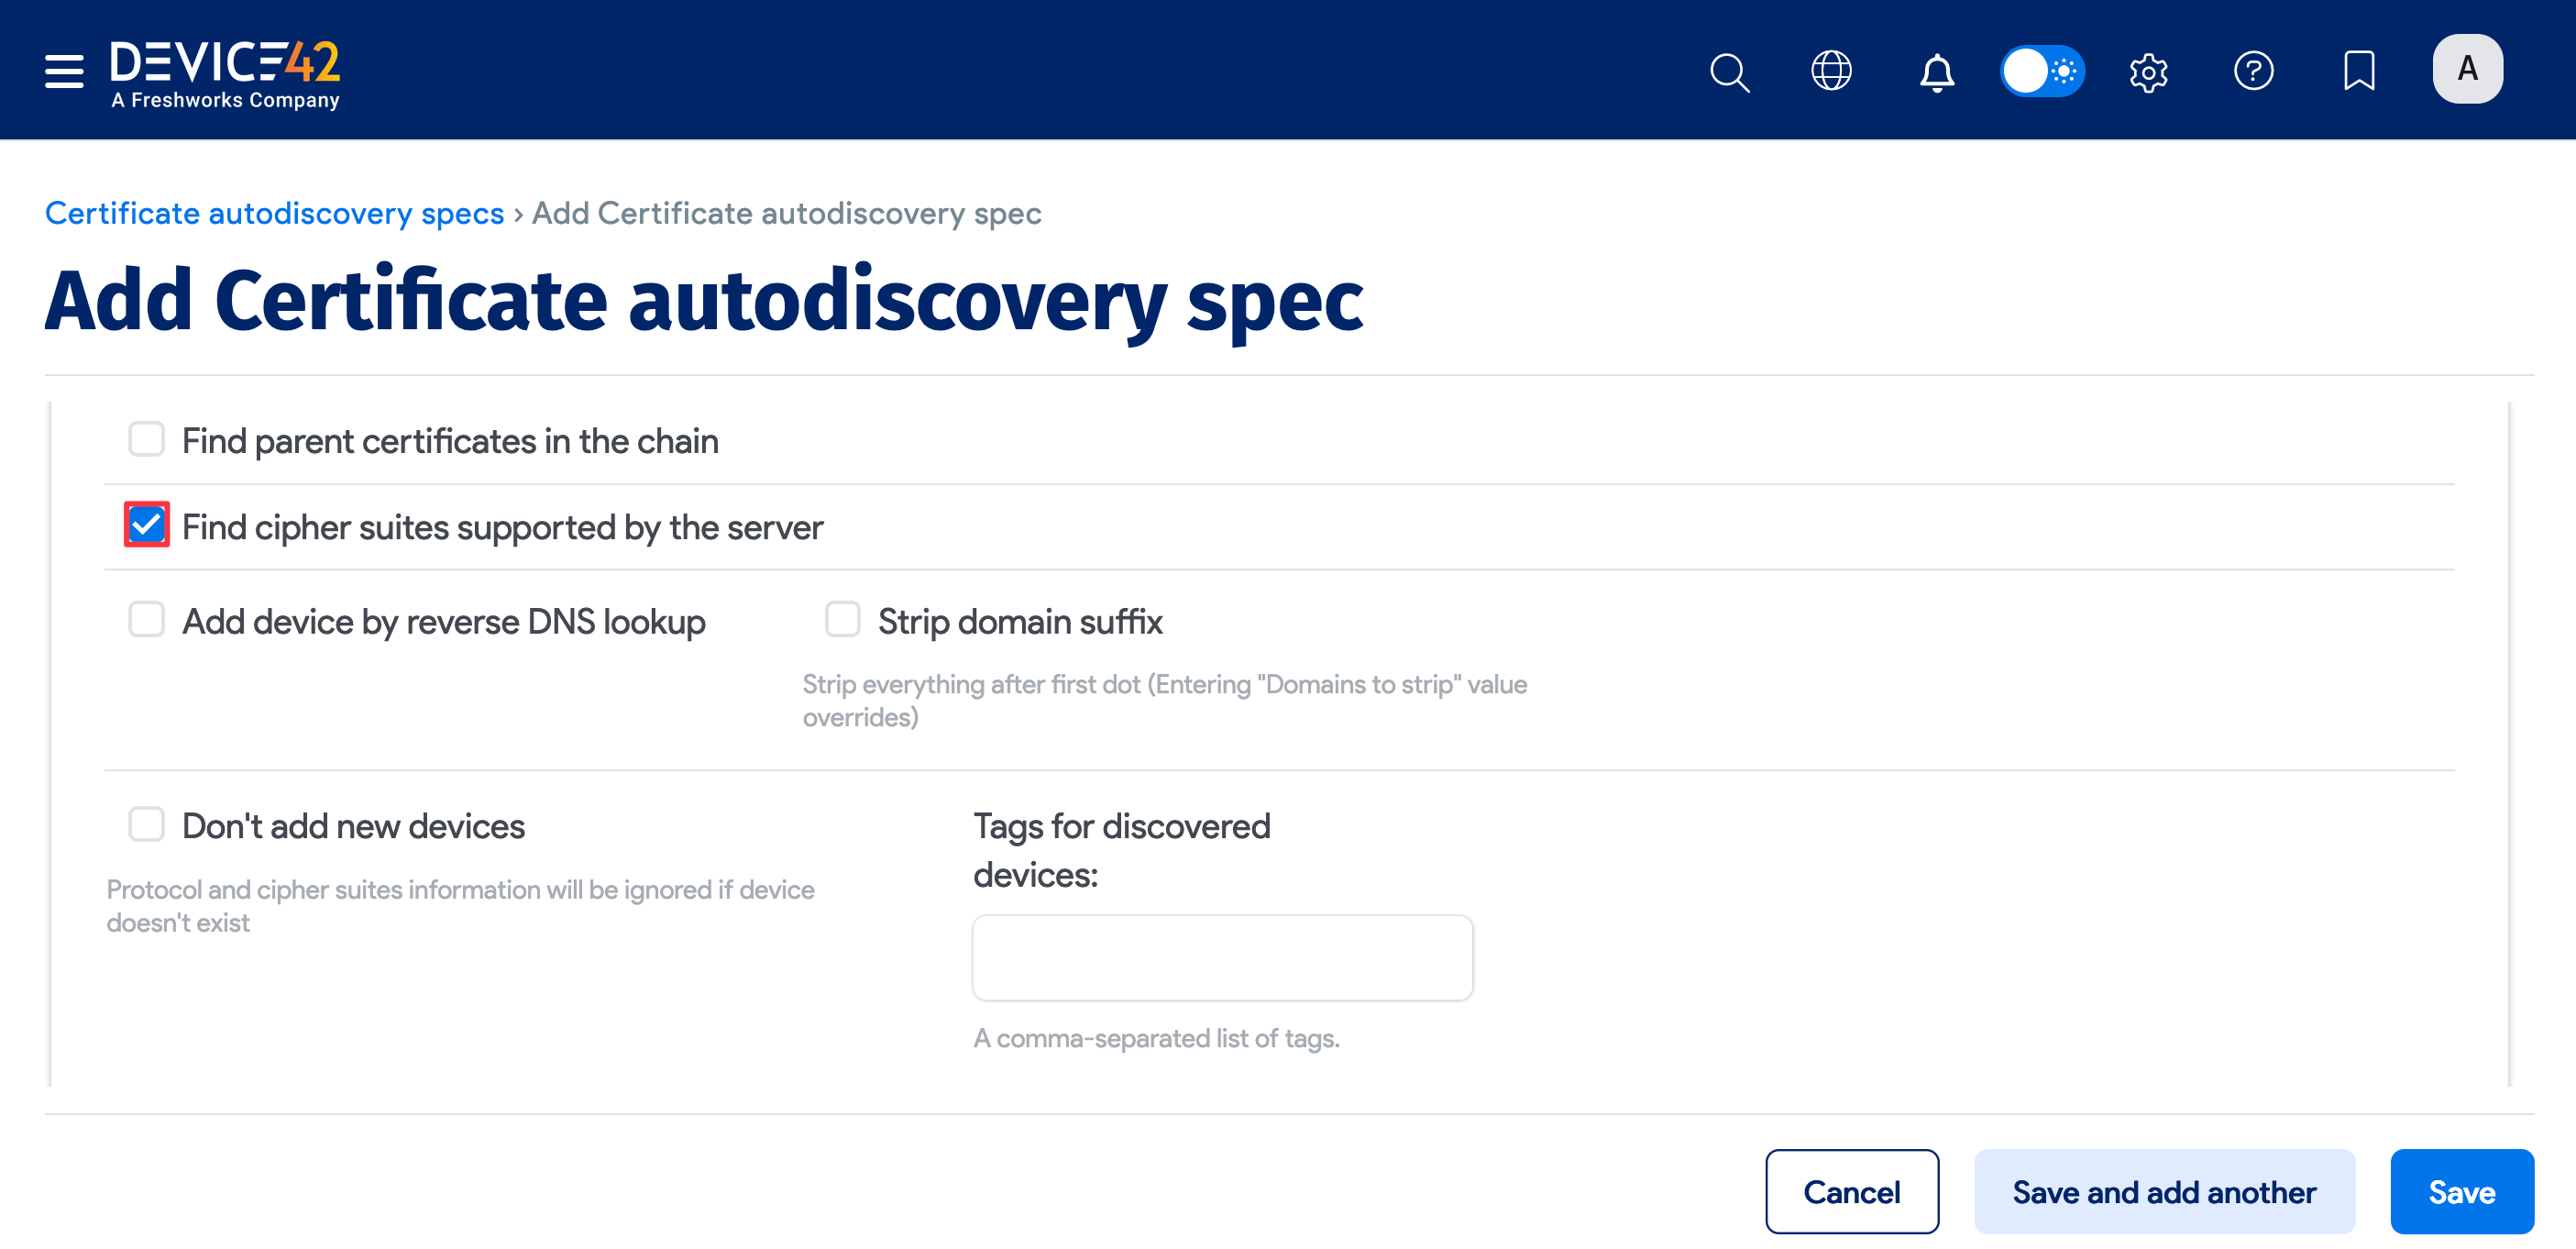 DEVICE42
A Freshworks Company
A
Certificate autodiscovery specs › Add Certificate autodiscovery spec
Add Certificate autodiscovery spec
Find parent certificates in the chain
Find cipher suites supported by the server
Add device by reverse DNS lookup
Strip domain suffix
Strip everything after first dot (Entering "Domains to strip" value
overrides)
Don't add new devices
Protocol and cipher suites information will be ignored if device
doesn't exist
Tags for discovered
devices:
A comma-separated list of tags.
Cancel
Save and add another
Save